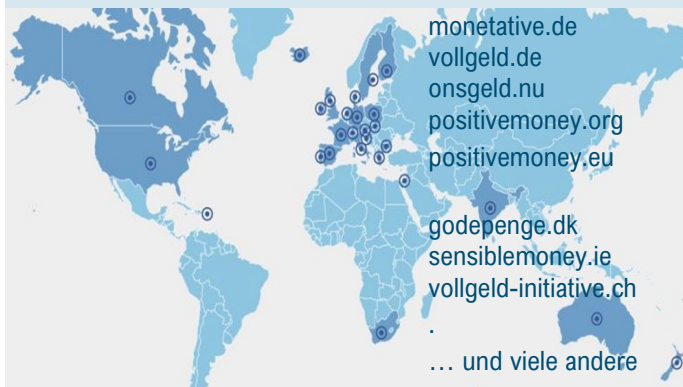 monetative.de
vollgeld.de
onsgeld.nu
positivemoney.org
positivemoney.eu
godepenge.dk
sensiblemoney.ie
vollgeld-initiative.ch
.
… und viele andere